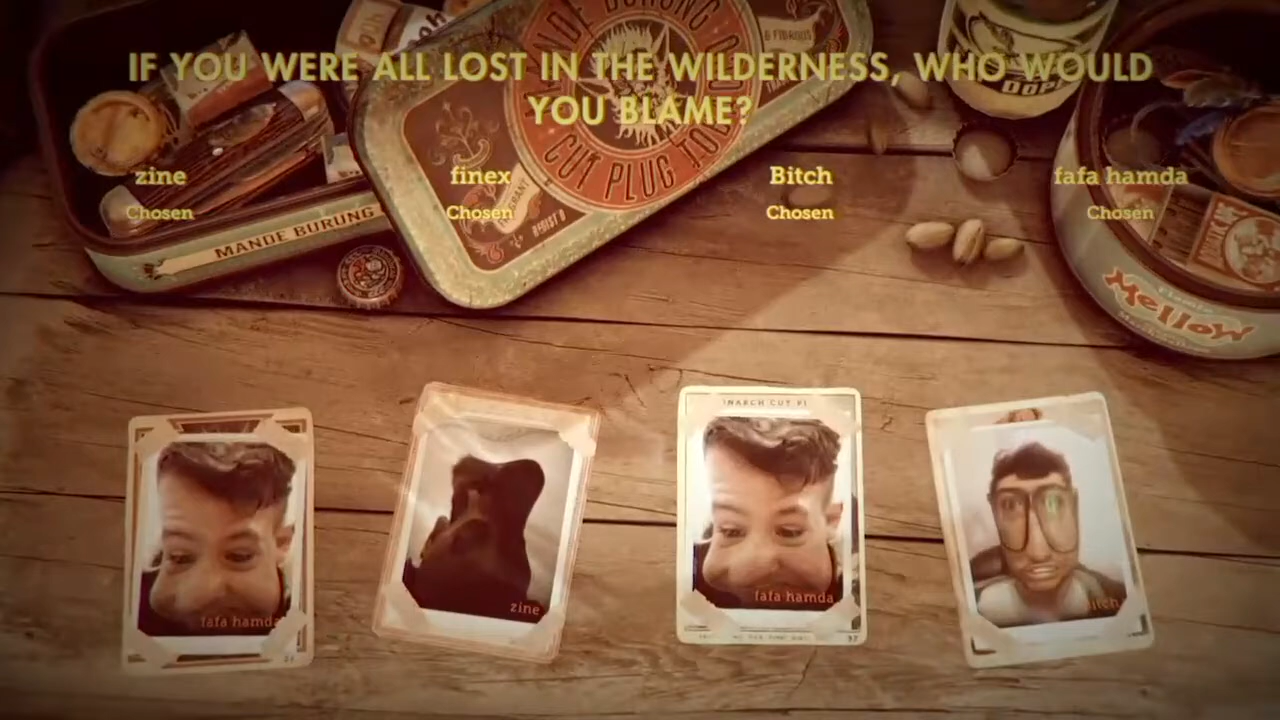 IF YOU WERE ALL LOST IN THE WILDERNESS, WHO WOULD
YOU BLAME?
zine
finex
Bitch
fafa hamda
Chosen
Chosen
Chosen
Chosen
MANDE BURUNG
CUT PLUG
DOPE
Mellow
fafa hamda
zine
fafa hamda